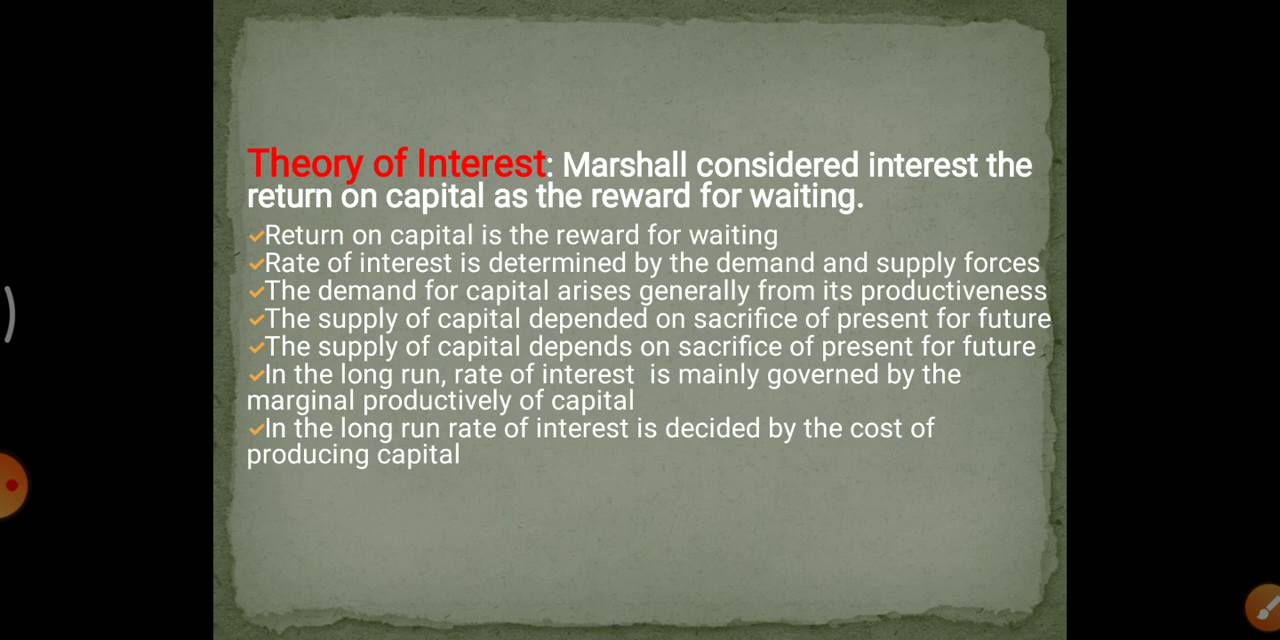 Theory of Interest: Marshall considered interest the
return on capital as the reward for waiting.
✓Return on capital is the reward for waiting
✓Rate of interest is determined by the demand and supply forces
✓The demand for capital arises generally from its productiveness
✓The supply of capital depended on sacrifice of present for future
✓The supply of capital depends on sacrifice of present for future
✓In the long run, rate of interest  is mainly governed by the
marginal productively of capital
✓In the long run rate of interest is decided by the cost of
producing capital